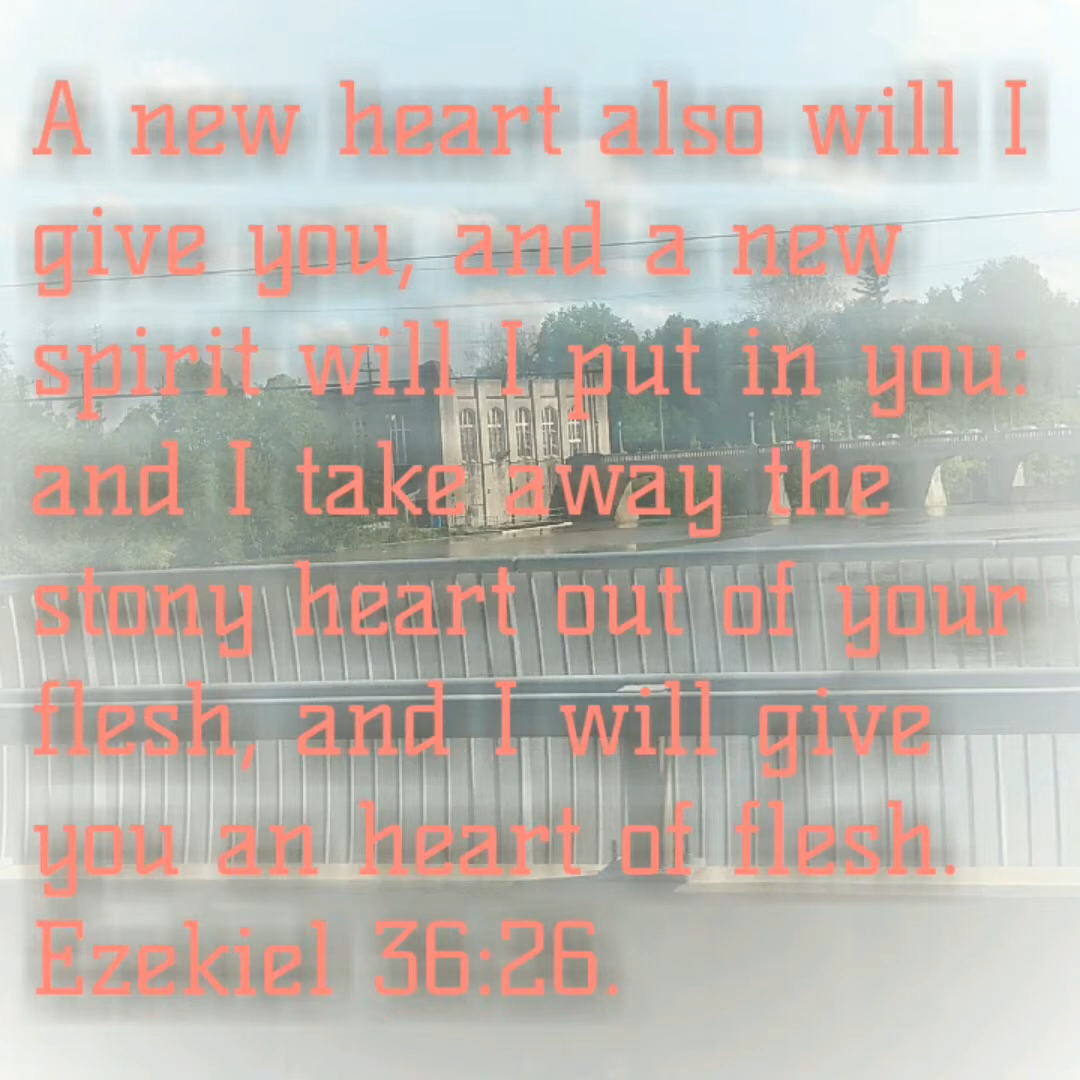 A new heart also will I
give you, and a new
spirit will I put in you:
and I take away the
stony heart out of your
flesh, and I will give
you an heart of flesh.
Ezekiel 36:26.